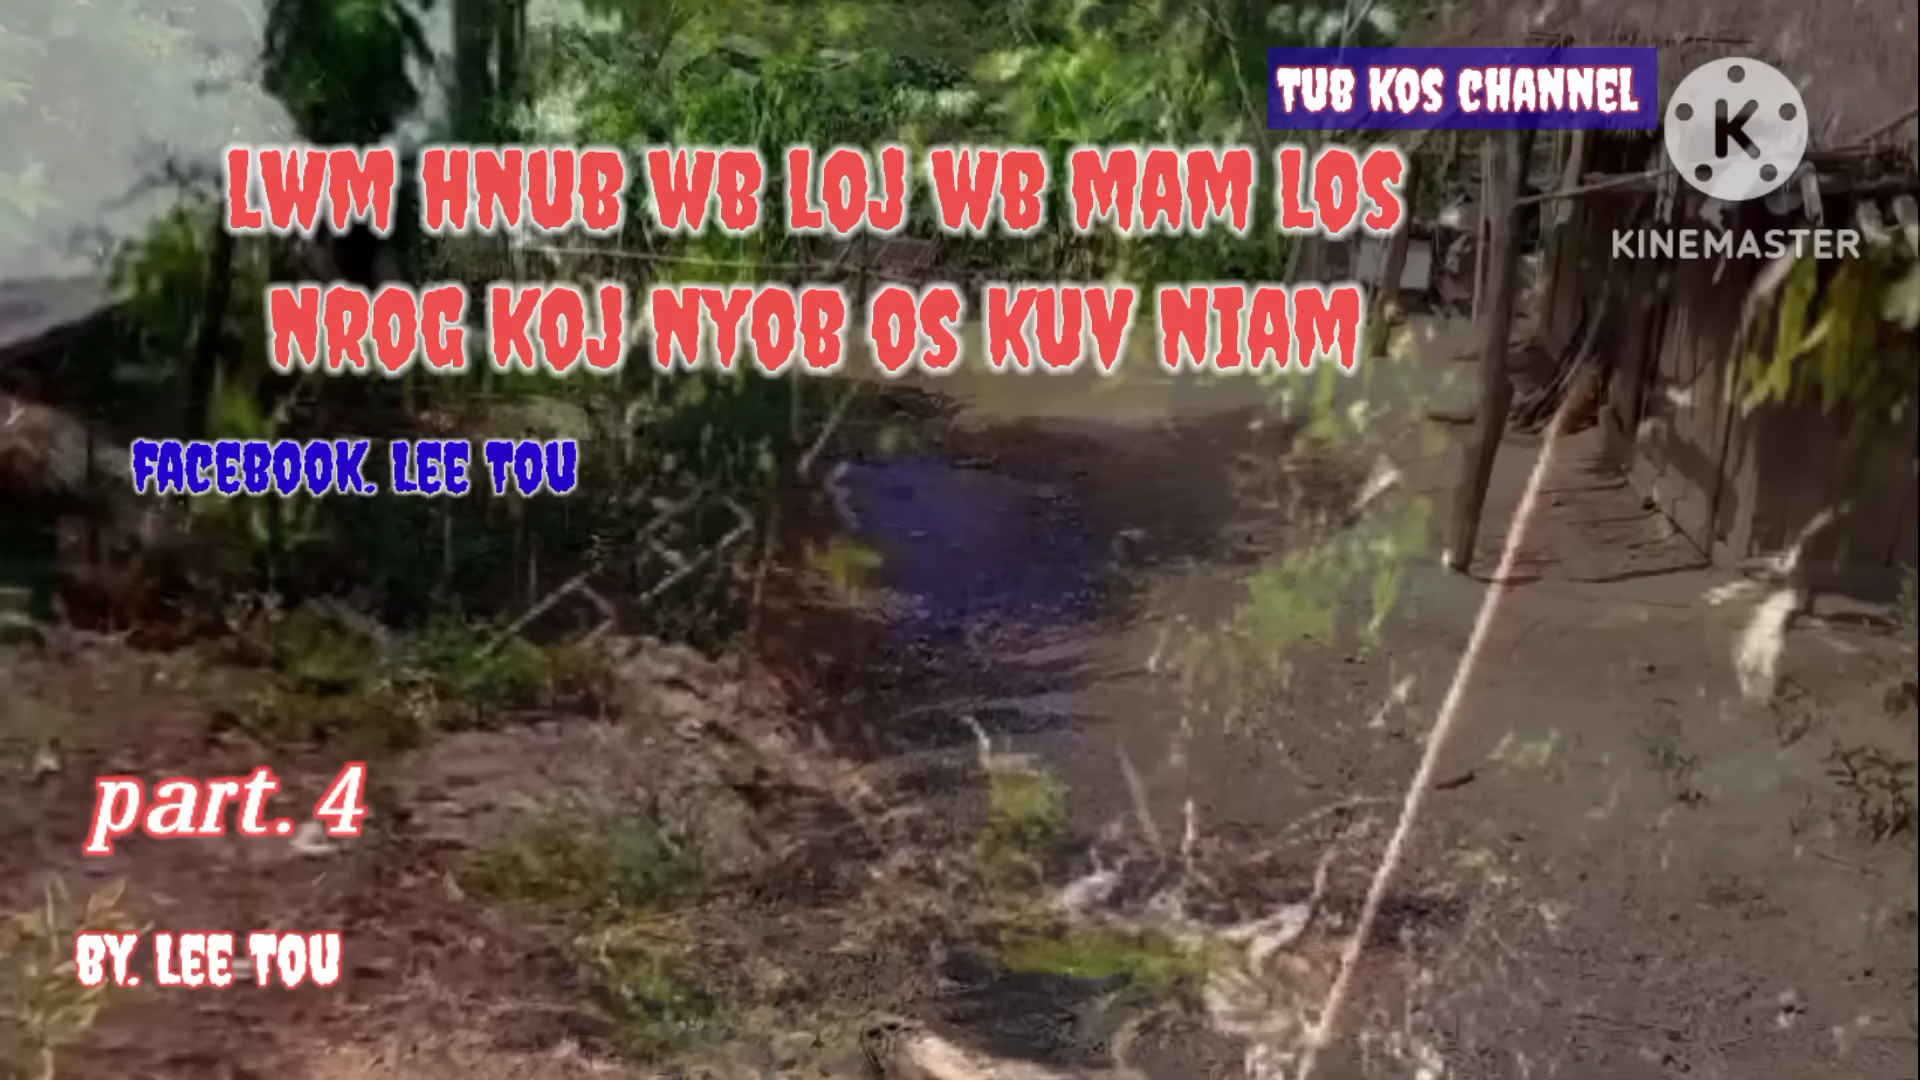 TUB KOS CHANNEL
K
KINEMASTER
LWM HNUB WB LOJ WB MAM LOS
NROG KOJ NYOB OS KUV NIAM
FACEBOOK. LEE TOU
part. 4
BY. LEE TOU